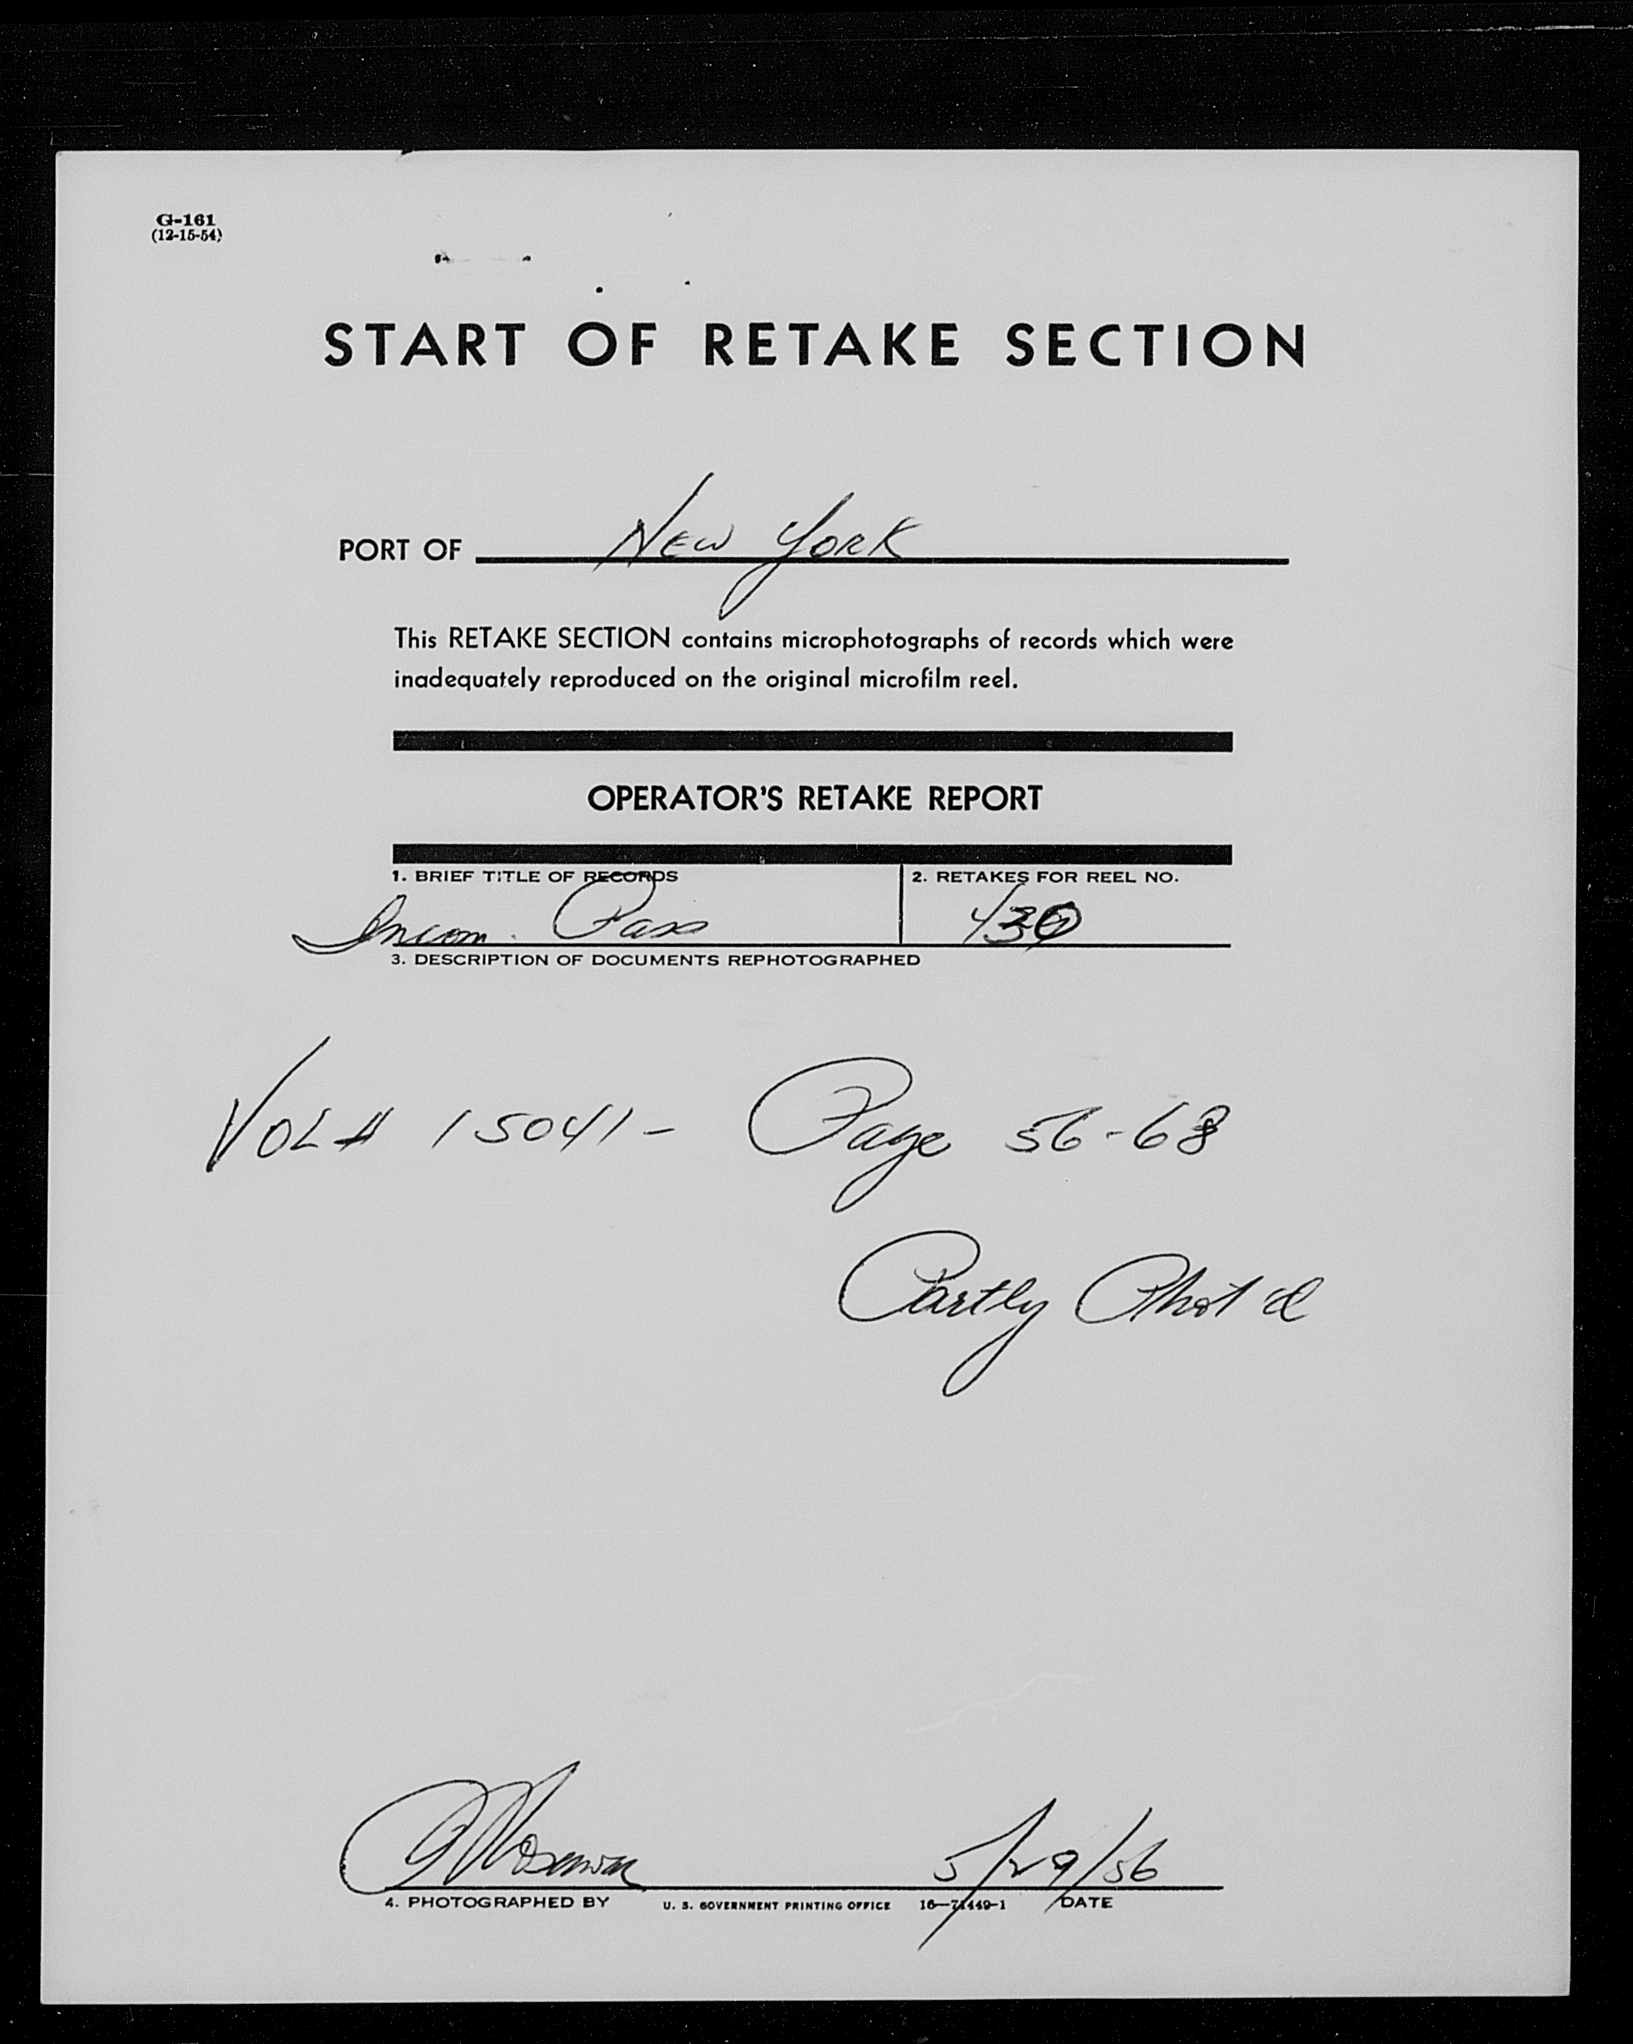 G-161
(12-15-54)
START OF RETAKE SECTION
PORT OF New York
This RETAKE SECTION contains microphotographs of records which were
inadequately reproduced on the original microfilm reel.
OPERATOR'S RETAKE REPORT
1. BRIEF TITLE OF RECORDS
2. RETAKES FOR REEL NO.
Incom. Pass
3. DESCRIPTION OF DOCUMENTS REPHOTOGRAPHED
VOL # 15041 - Page 56-68
Partly Phot'd
5/29/56
4. PHOTOGRAPHED BY
U. S. GOVERNMENT PRINTING OFFICE 16—71449-1
DATE